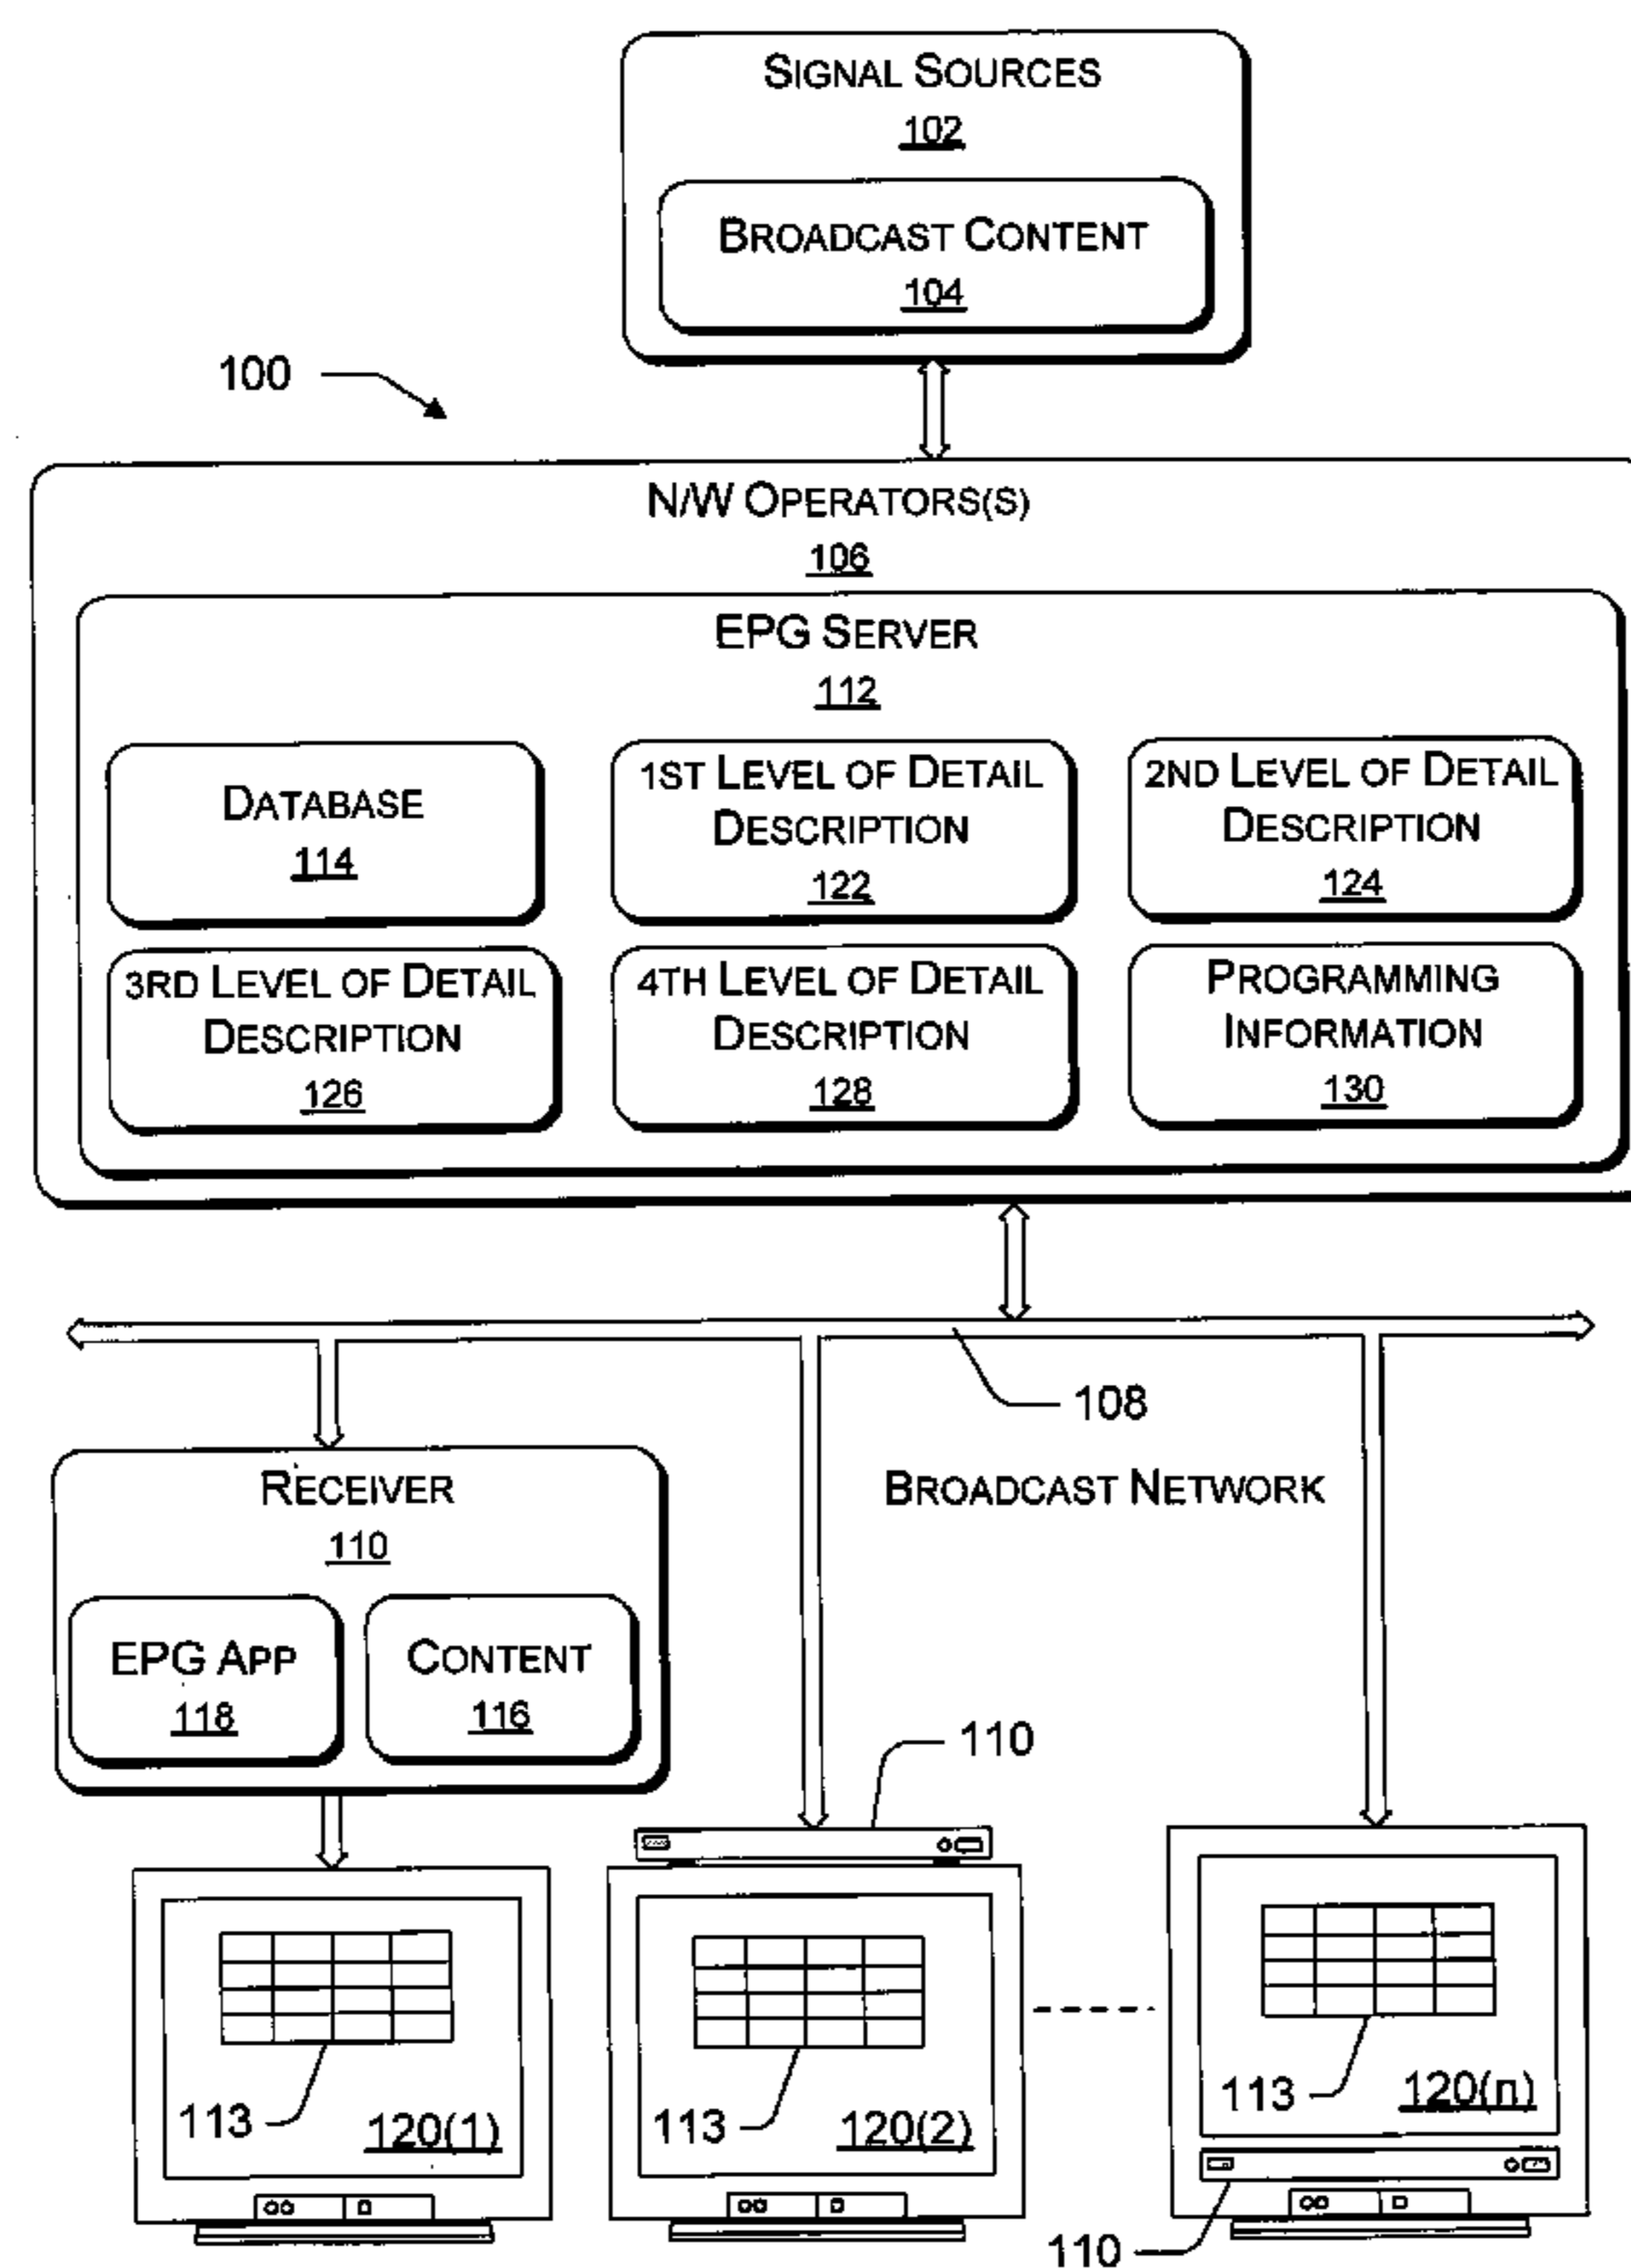 SIGNAL SOURCES
102
BROADCAST CONTENT
104
100
N/W OPERATORS(S)
106
EPG SERVER
112
DATABASE
114
1ST LEVEL OF DETAIL
DESCRIPTION
122
2ND LEVEL OF DETAIL
DESCRIPTION
124
3RD LEVEL OF DETAIL
DESCRIPTION
126
4TH LEVEL OF DETAIL
DESCRIPTION
128
PROGRAMMING
INFORMATION
130
108
RECEIVER
110
BROADCAST NETWORK
EPG APP
118
CONTENT
116
110
113
120(1)
113
120(2)
113
120(n)
110